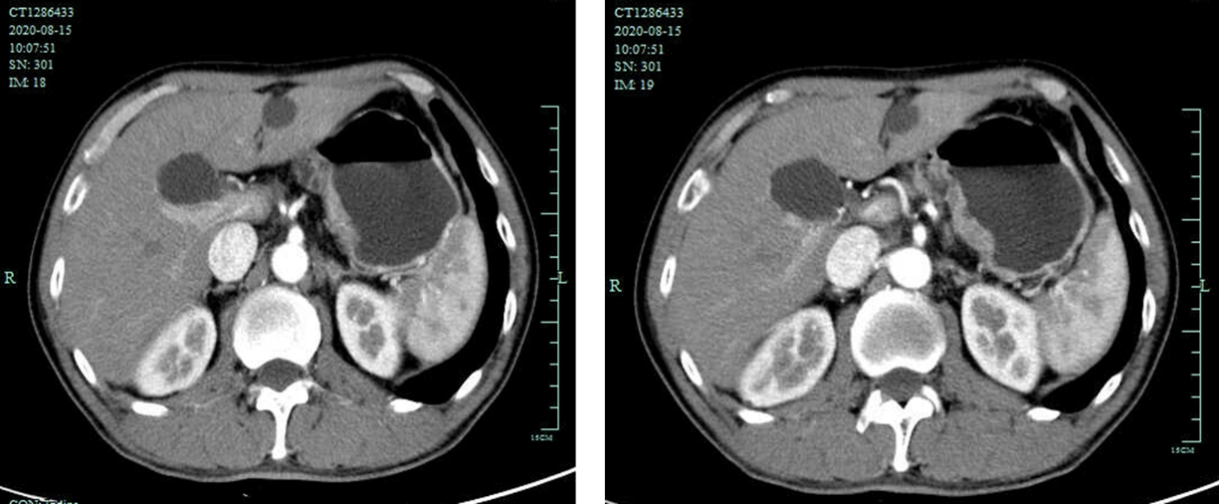 CT1286433
2020-08-15
10:07:51
SN: 301
IM: 18
R
L
15CM
CT1286433
2020-08-15
10:07:51
SN: 301
IM: 19
R
L
15CM